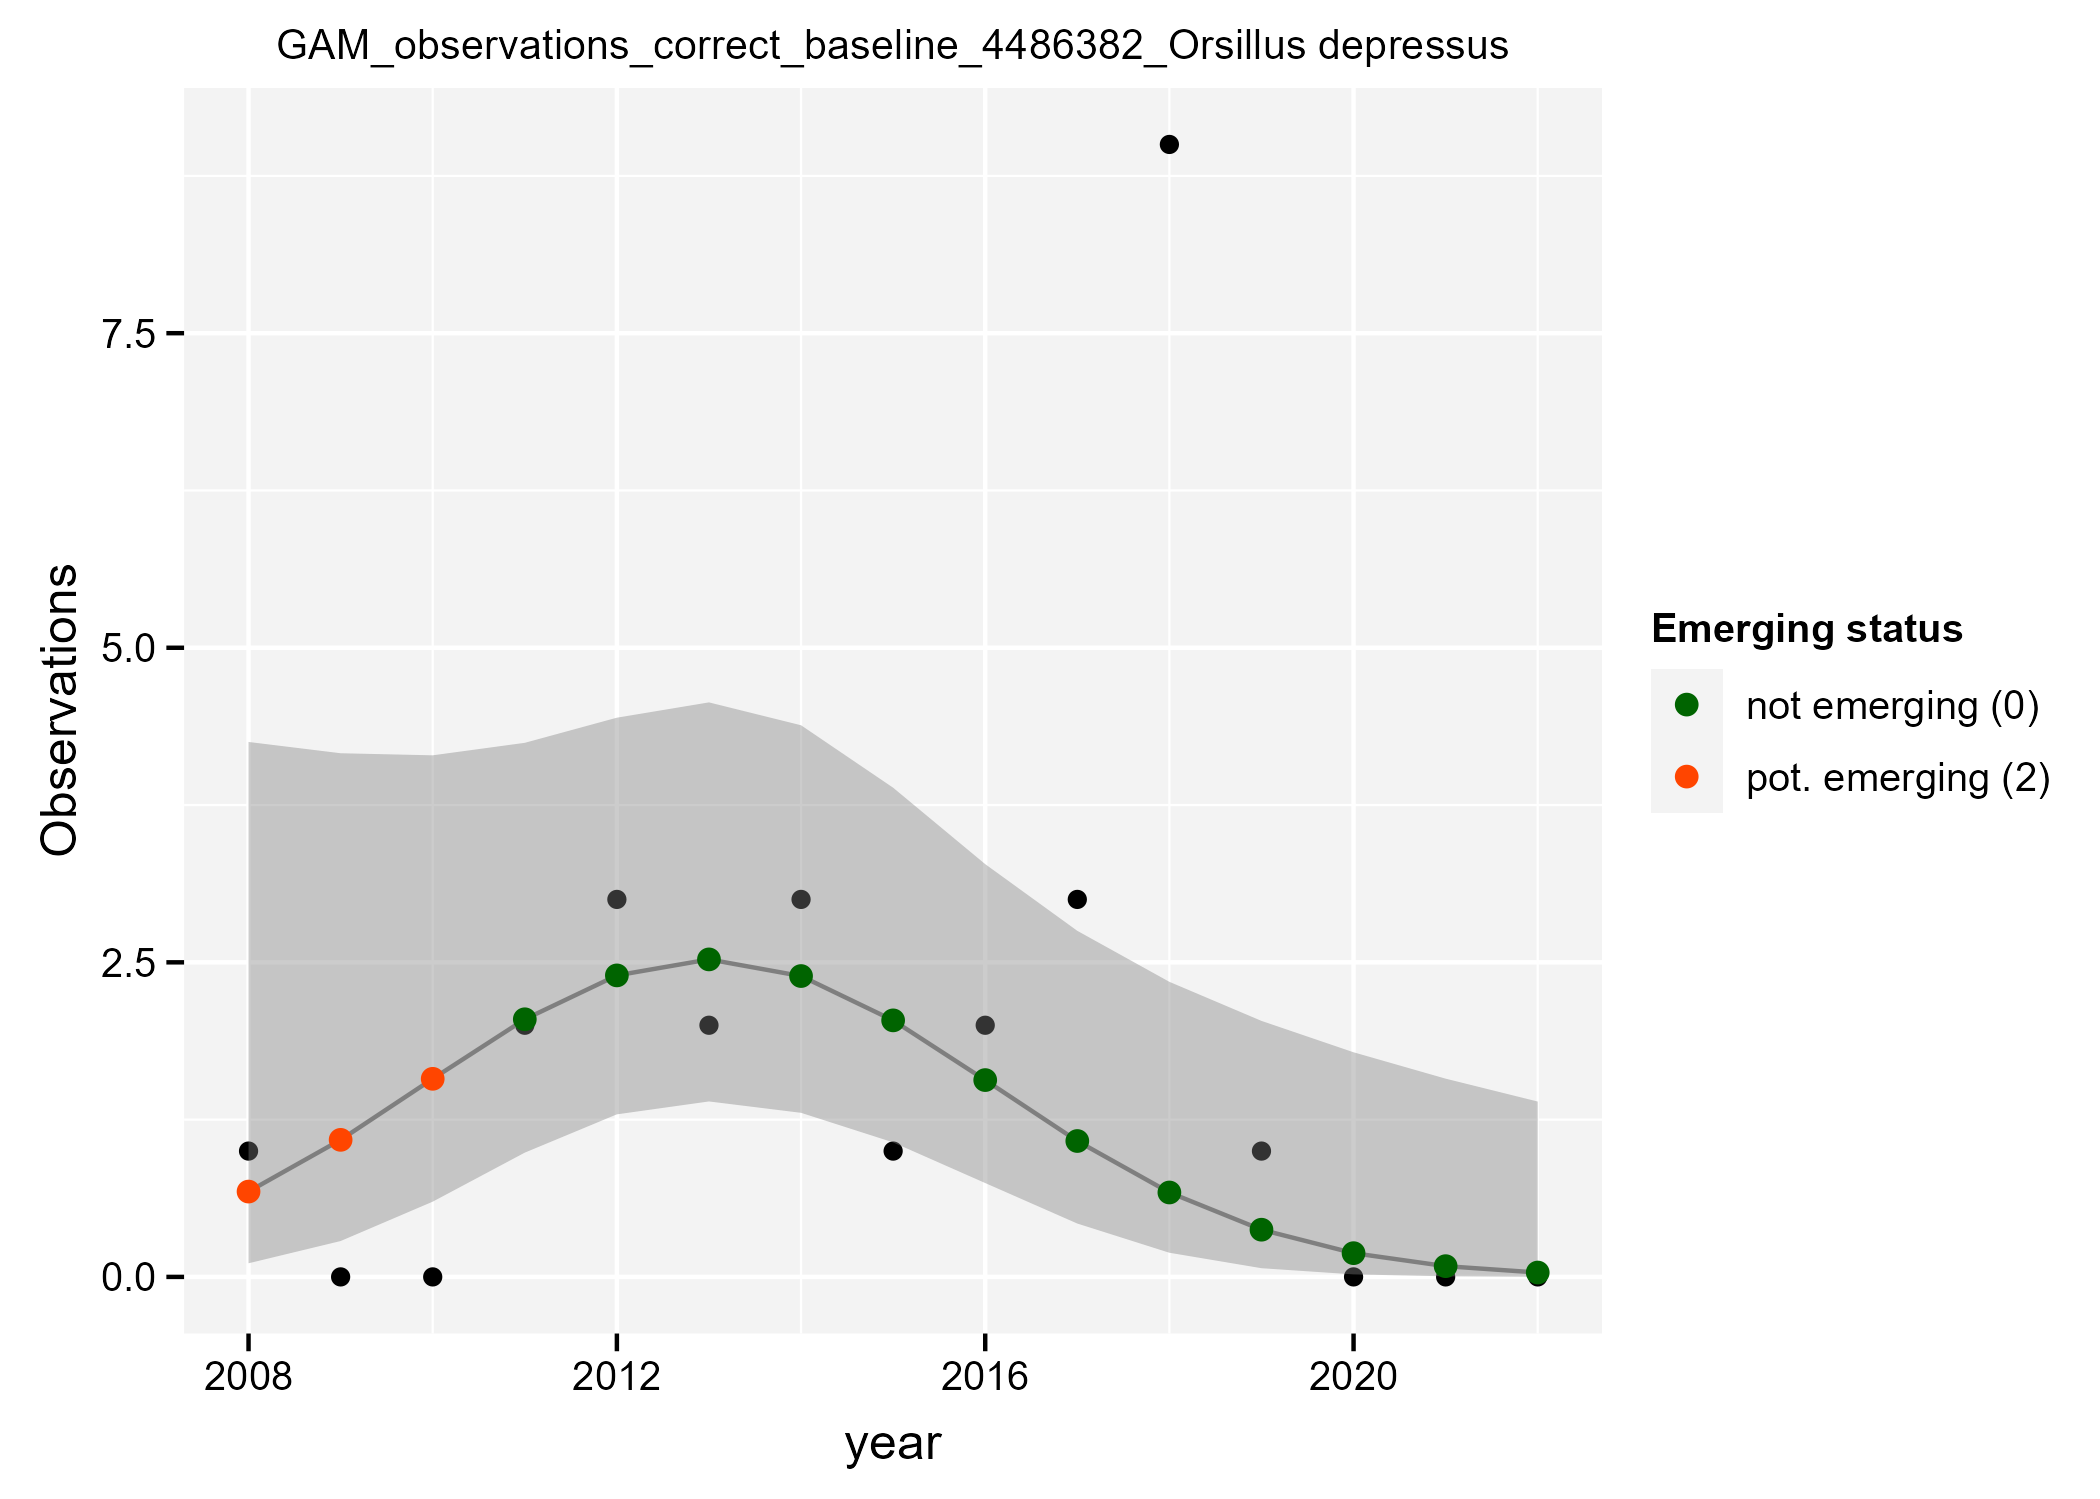 GAM_observations_correct_baseline_4486382_Orsillus depressus
Observations
7.5
5.0
2.5
0.0
2008
2012
2016
2020
year
Emerging status
not emerging (0)
pot. emerging (2)